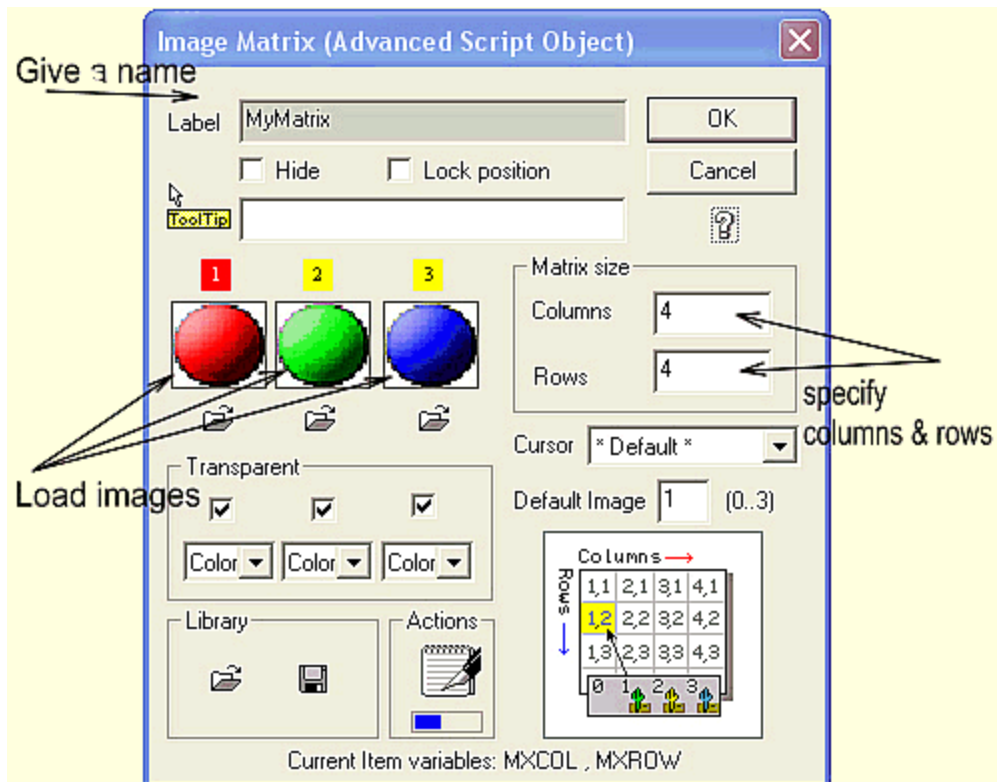 Image Matrix (Advanced Script Object)
Give a name
Label MyMatrix
OK
Hide Lock position
Cancel
ToolTip
?
1 2 3
Matrix size
Columns 4
Rows 4
specify
columns & rows
Cursor * Default *
Transparent
Load images
Default Image 1 (0..3)
Color Color Color
Columns
Rows
1,1 2,1 3,1 4,1
1,2 2,2 3,2 4,2
1,3 2,3 3,3 4,3
0 1 2 3
Library
Actions
Current Item variables: MXCOL , MXROW